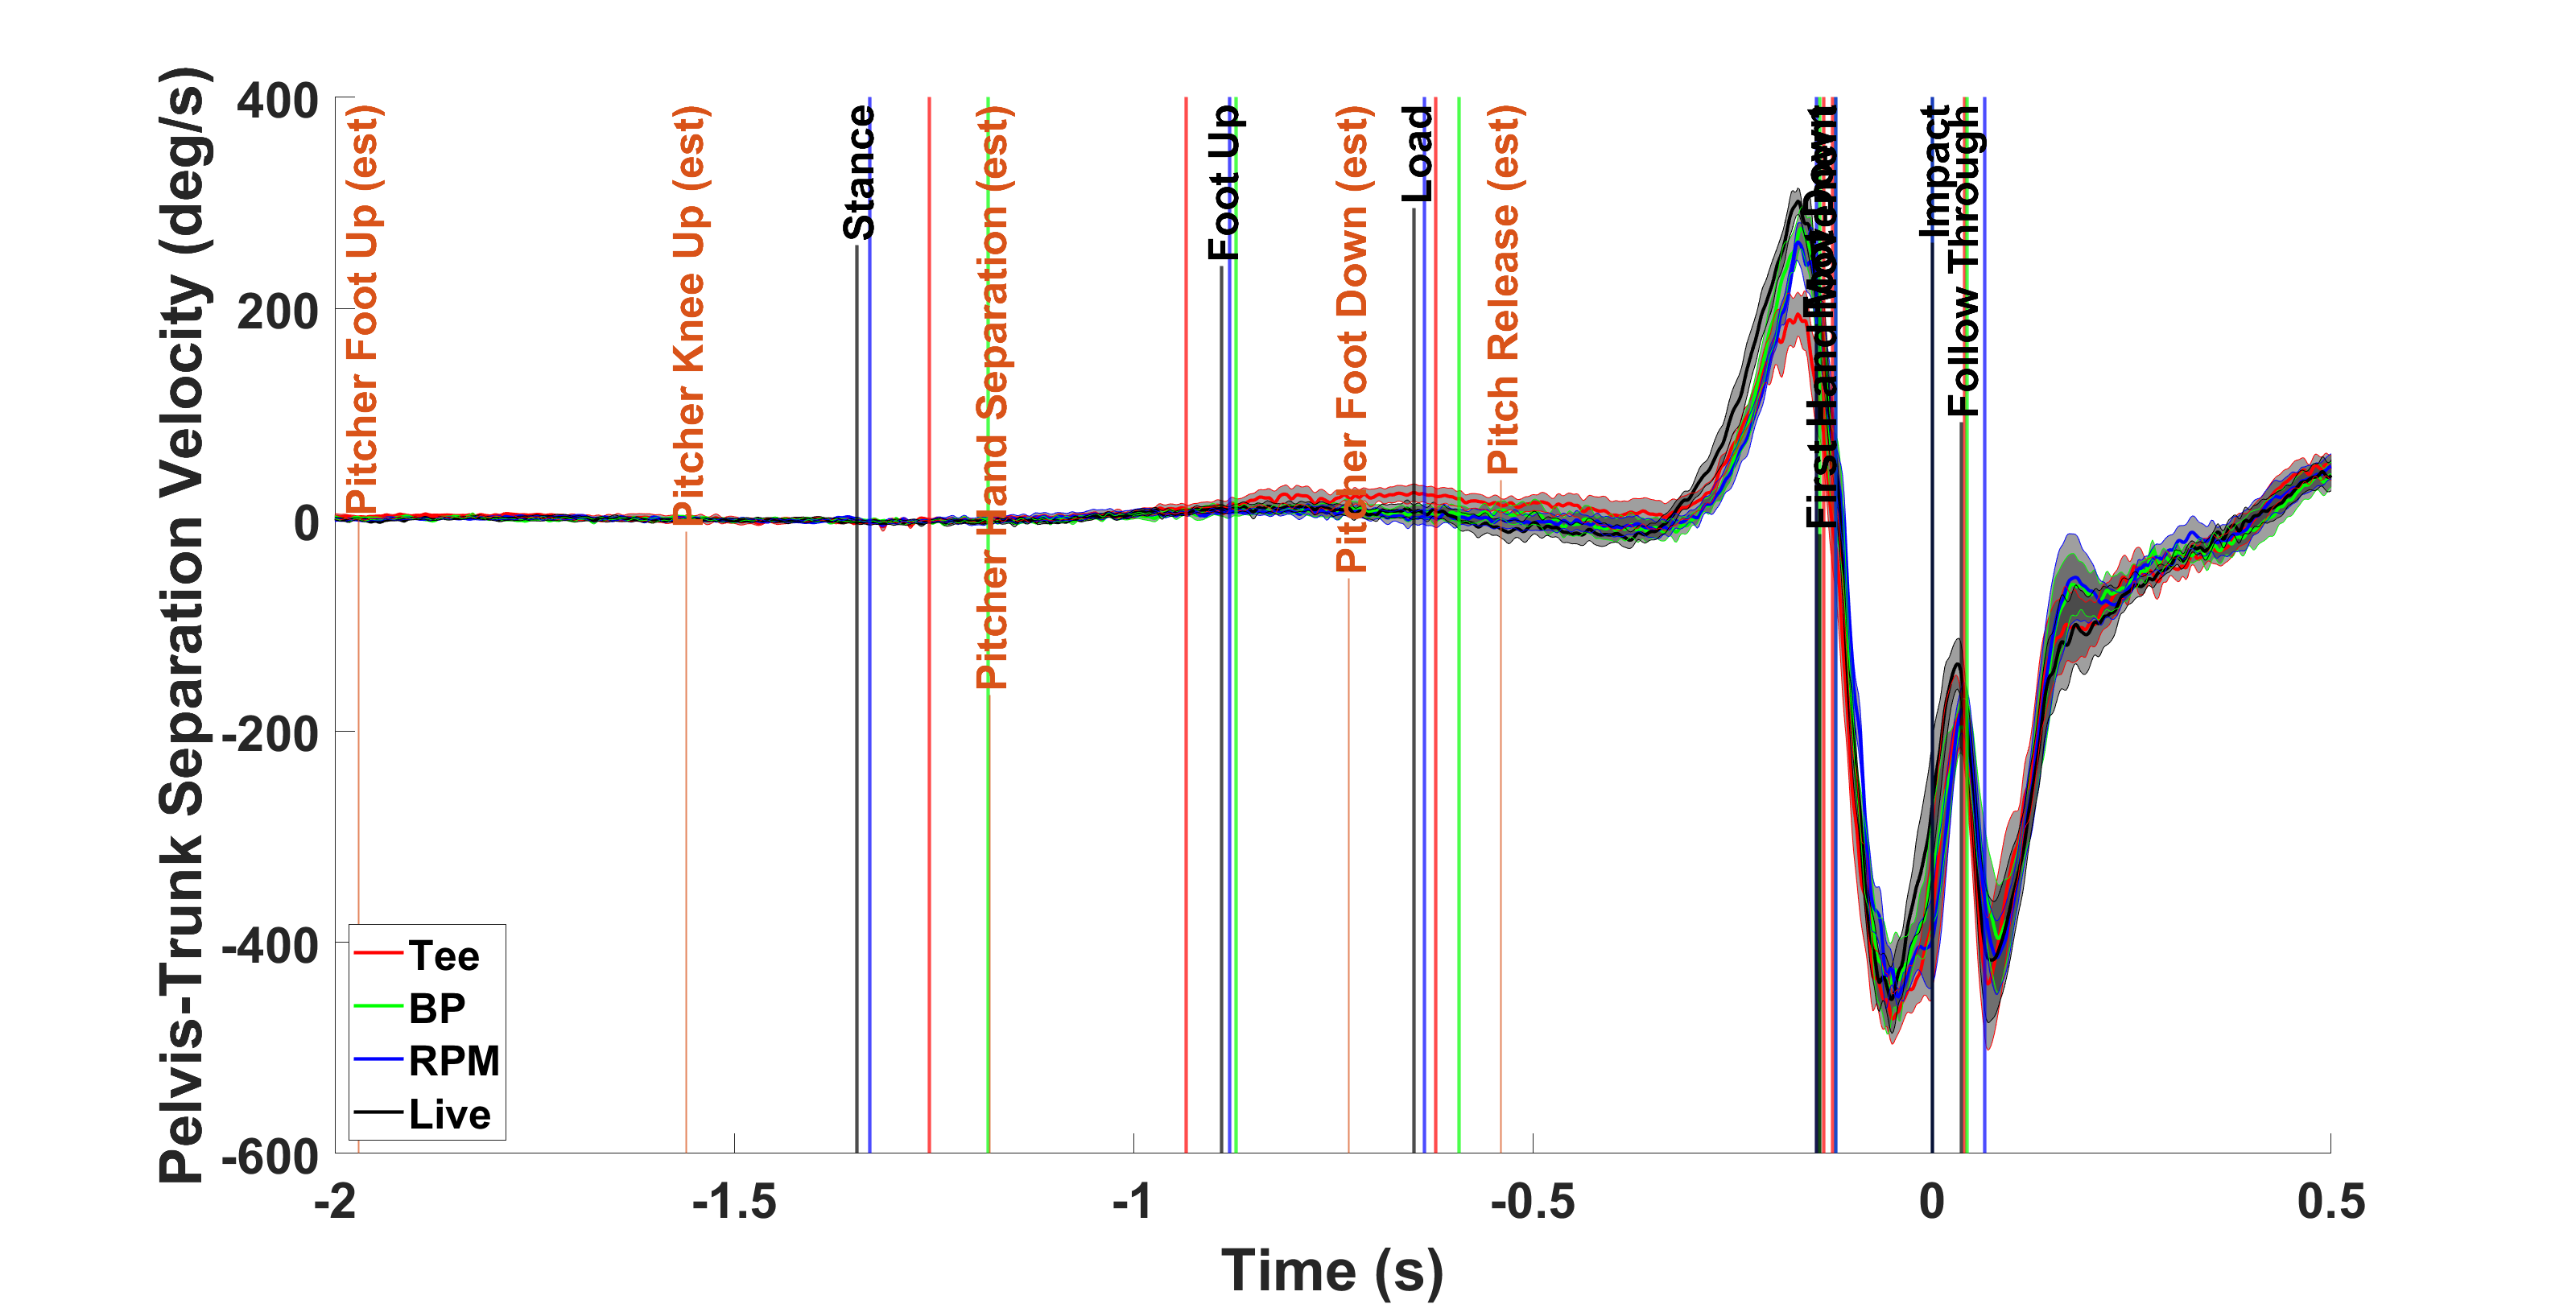 Pelvis-Trunk Separation Velocity (deg/s)
400
200
0
-200
-400
-600
Pitcher Foot Up (est)
Pitcher Knee Up (est)
Stance
Pitcher Hand Separation (est)
Foot Up
Pitcher Foot Down (est)
Load
Pitch Release (est)
First Hand Movement
Down
Impact
Follow Through
Tee
BP
RPM
Live
-2
-1.5
-1
-0.5
0
0.5
Time (s)